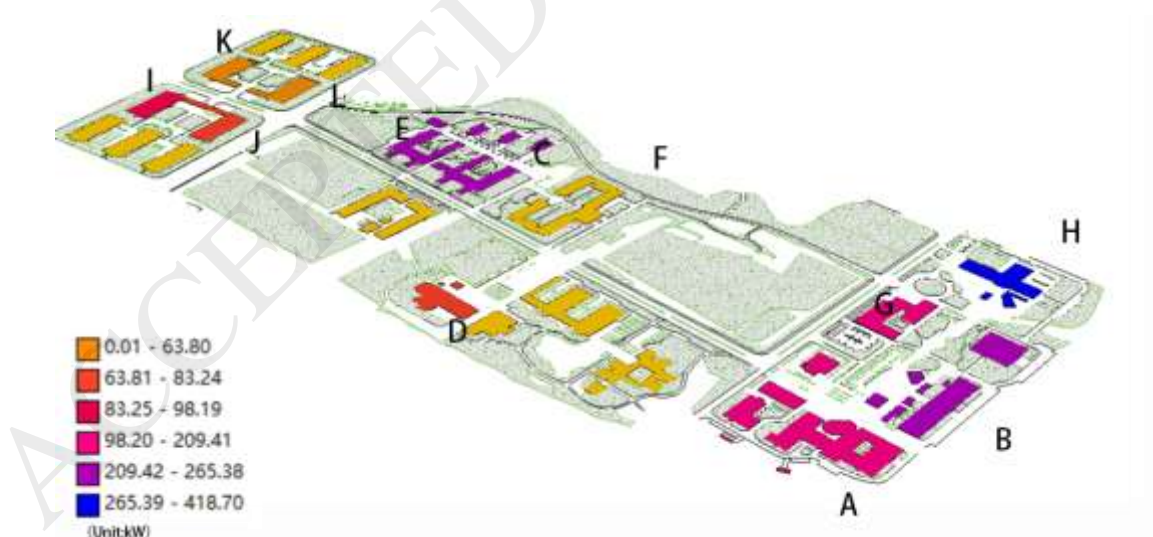 K
I
L
J
E
C
F
H
G
D
B
A
0.01 - 63.80
63.81 - 83.24
83.25 - 98.19
98.20 - 209.41
209.42 - 265.38
265.39 - 418.70
(Unit:kW)
ACCEPTED